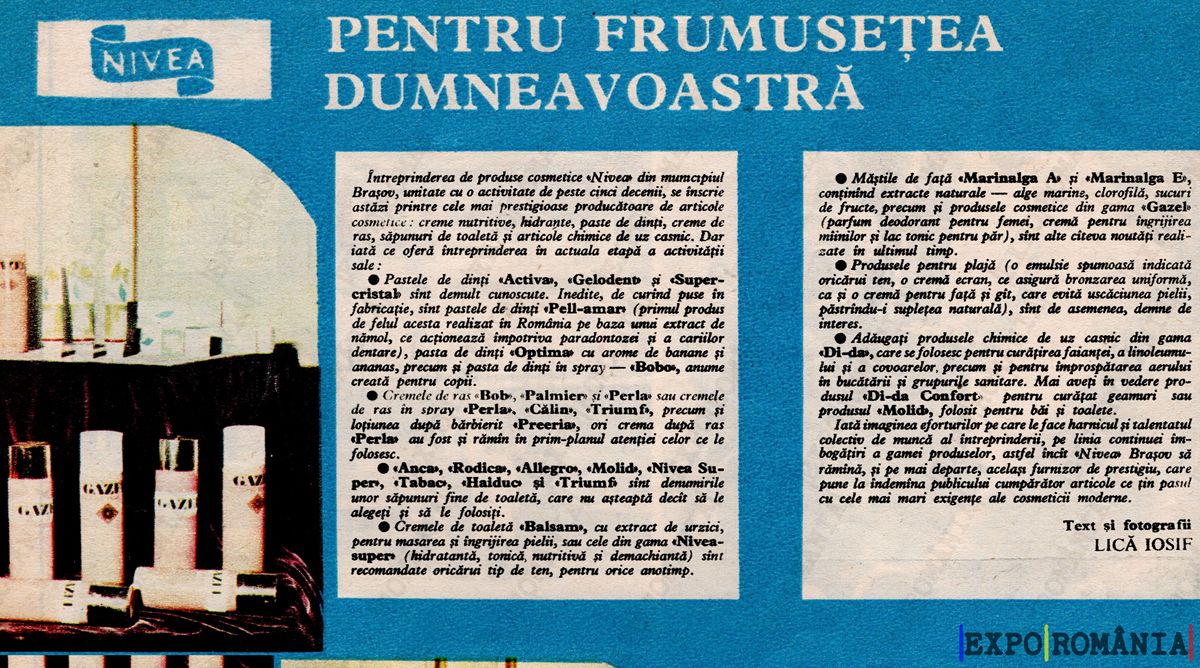 NIVEA
PENTRU FRUMUSEȚEA
DUMNEAVOASTRĂ
Întreprinderea de produse cosmetice «Nivea» din municipiul
Brașov, unitate cu o activitate de peste cinci decenii, se înscrie
astăzi printre cele mai prestigioase producătoare de articole
cosmetice : creme nutritive, hidrante, paste de dinți, creme de
ras, săpunuri de toaletă și articole chimice de uz casnic. Dar
iată ce oferă întreprinderea în actuala etapă a activității
sale :
● Pastele de dinți «Activa», «Gelodent» și «Super-
cristal» sînt demult cunoscute. Inedite, de curînd puse în
fabricație, sînt pastele de dinți «Pell-amar» (primul produs
de felul acesta realizat în România pe baza unui extract de
nămol, ce acționează împotriva paradontozei și a cariilor
dentare), pasta de dinți «Optima» cu arome de banane și
ananas, precum și pasta de dinți în spray — «Bobo», anume
creată pentru copii.
● Cremele de ras «Bob», «Palmier» și «Perla» sau cremele
de ras în spray «Perla», «Călin», «Triumf», precum și
loțiunea după bărbierit «Preeria», ori crema după ras
«Perla» au fost și rămîn în prim-planul atenției celor ce le
folosesc.
● «Anca», «Rodica», «Allegro», «Molid», «Nivea Su-
per», «Tabac», «Haiduc» și «Triumf» sînt denumirile
unor săpunuri fine de toaletă, care nu așteaptă decît să le
alegeți și să le folosiți.
● Cremele de toaletă «Balsam», cu extract de urzici,
pentru masarea și îngrijirea pielii, sau cele din gama «Nivea-
super» (hidratantă, tonică, nutritivă și demachiantă) sînt
recomandate oricărui tip de ten, pentru orice anotimp.
● Măștile de față «Marinalga A» și «Marinalga E»,
conținînd extracte naturale — alge marine, clorofilă, sucuri
de fructe, precum și produsele cosmetice din gama «Gazel»
(parfum deodorant pentru femei, cremă pentru îngrijirea
mîinilor și lac tonic pentru păr), sînt alte cîteva noutăți reali-
zate în ultimul timp.
● Produsele pentru plajă (o emulsie spumoasă indicată
oricărui ten, o cremă ecran, ce asigură bronzarea uniformă,
ca și o cremă pentru față și gît, care evită uscăciunea pielii,
păstrîndu-i suplețea naturală), sînt de asemenea, demne de
interes.
● Adăugați produsele chimice de uz casnic din gama
«Di-da», care se folosesc pentru curățirea faianței, a linoleumu-
lui și a covoarelor, precum și pentru împrospătarea aerului
în bucătării și grupurile sanitare. Mai aveți în vedere pro-
dusul «Di-da Confort» pentru curățat geamuri sau
produsul «Molid», folosit pentru băi și toalete.
Iată imaginea eforturilor pe care le face harnicul și talentatul
colectiv de muncă al întreprinderii, pe linia continuei îm-
bogățiri a gamei produselor, astfel încît «Nivea» Brașov să
rămînă, și pe mai departe, același furnizor de prestigiu, care
pune la îndemîna publicului cumpărător articole ce țin pasul
cu cele mai mari exigențe ale cosmeticii moderne.
Text și fotografii
LICĂ IOSIF
EXPO ROMÂNIA